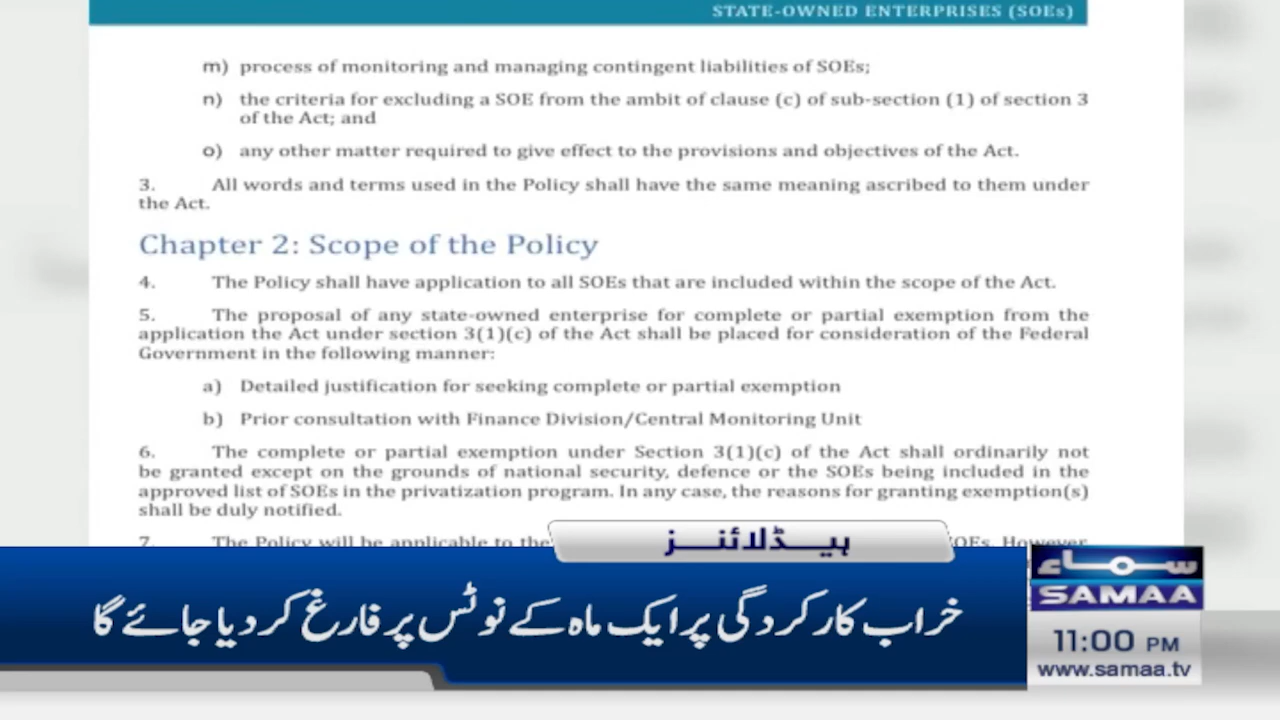 STATE-OWNED ENTERPRISES (SOEs)
m) process of monitoring and managing contingent liabilities of SOEs;
n) the criteria for excluding a SOE from the ambit of clause (c) of sub-section (1) of section 3
of the Act; and
o) any other matter required to give effect to the provisions and objectives of the Act.
3. All words and terms used in the Policy shall have the same meaning ascribed to them under
the Act.
Chapter 2: Scope of the Policy
4. The Policy shall have application to all SOEs that are included within the scope of the Act.
5. The proposal of any state-owned enterprise for complete or partial exemption from the
application the Act under section 3(1)(c) of the Act shall be placed for consideration of the Federal
Government in the following manner:
a) Detailed justification for seeking complete or partial exemption
b) Prior consultation with Finance Division/Central Monitoring Unit
6. The complete or partial exemption under Section 3(1)(c) of the Act shall ordinarily not
be granted except on the grounds of national security, defence or the SOEs being included in the
approved list of SOEs in the privatization program. In any case, the reasons for granting exemption(s)
shall be duly notified.
7. The Policy will be applicable to the SOEs. However,
ہیڈلائنز
خراب کارکردگی پر ایک ماہ کے نوٹس پر فارغ کر دیا جائے گا
سماء
SAMAA
11:00 PM
www.samaa.tv